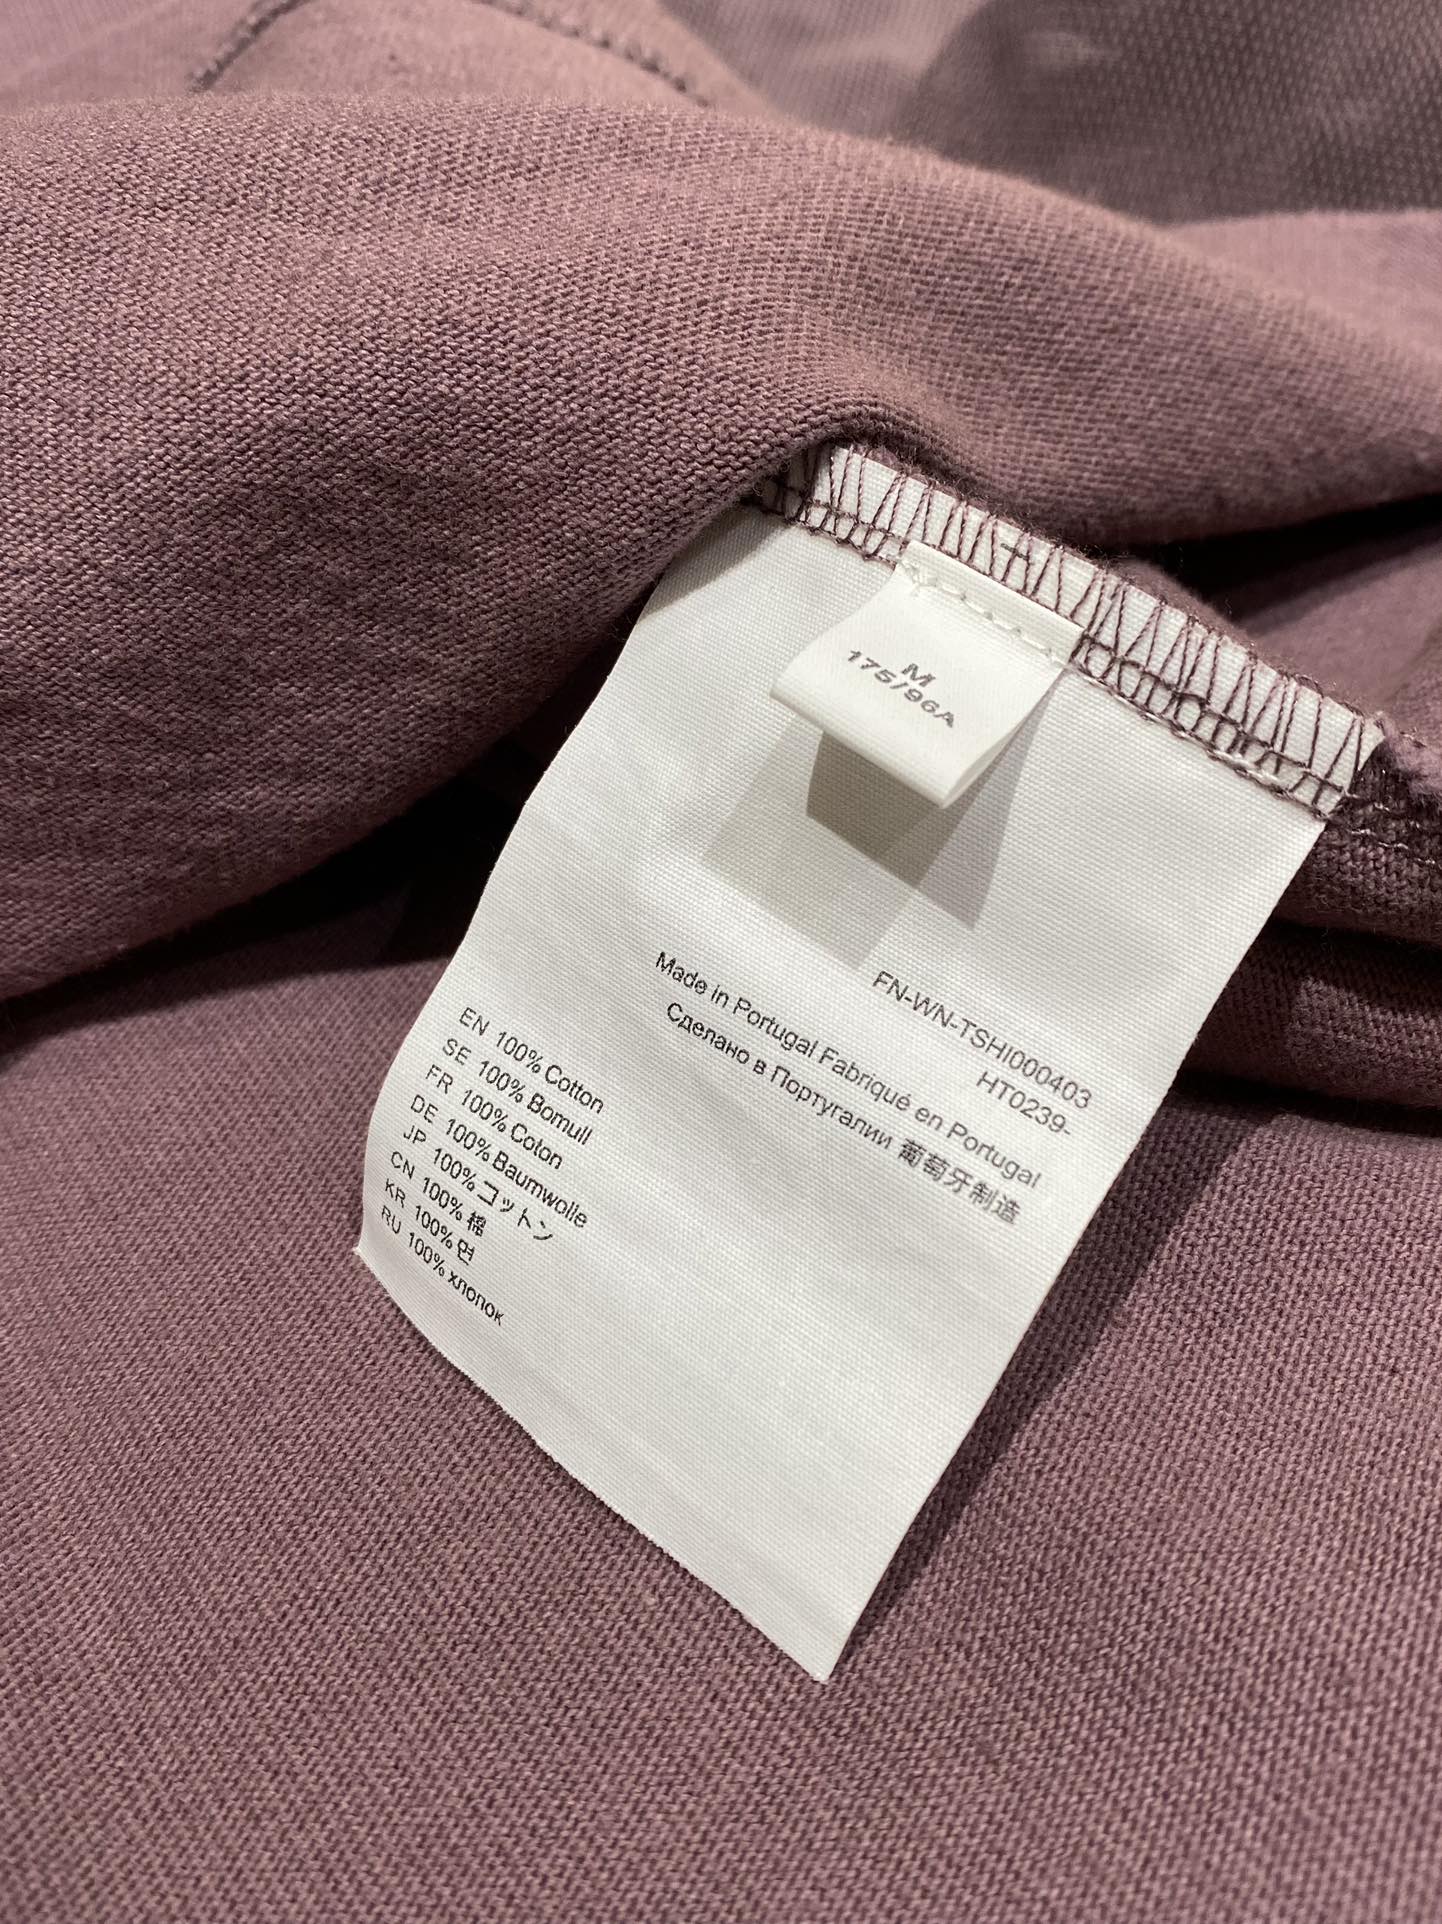 M
175/96A
FN-WN-TSHI000403
HT0239-
Made in Portugal Fabriqué en Portugal
Сделано в Португалии 葡萄牙制造
EN 100% Cotton
SE 100% Bomull
FR 100% Coton
DE 100% Baumwolle
JP 100% コットン
CN 100% 棉
KR 100% 면
RU 100% хлопок